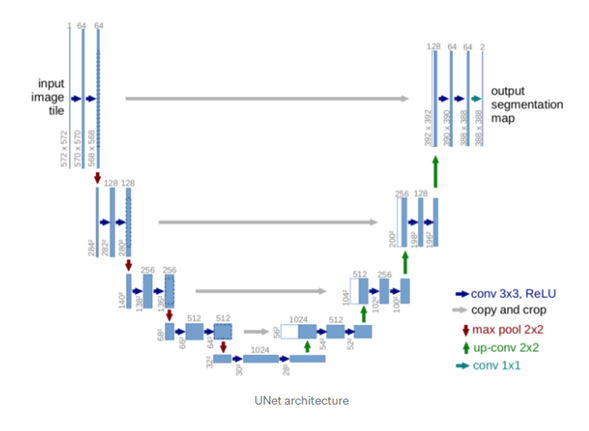 1 64 64
128 64 64 2
input
image
tile
output
segmentation
map
572 x 572
570 x 570
568 x 568
392 x 392
390 x 390
388 x 388
388 x 388
128 128
256 128
284²
282²
280²
200²
198²
196²
256 256
512 256
140²
138²
136²
104²
102²
100²
512 512
1024 512
68²
66²
64²
56²
54²
52²
1024
32²
30²
28²
conv 3x3, ReLU
copy and crop
max pool 2x2
up-conv 2x2
conv 1x1
UNet architecture